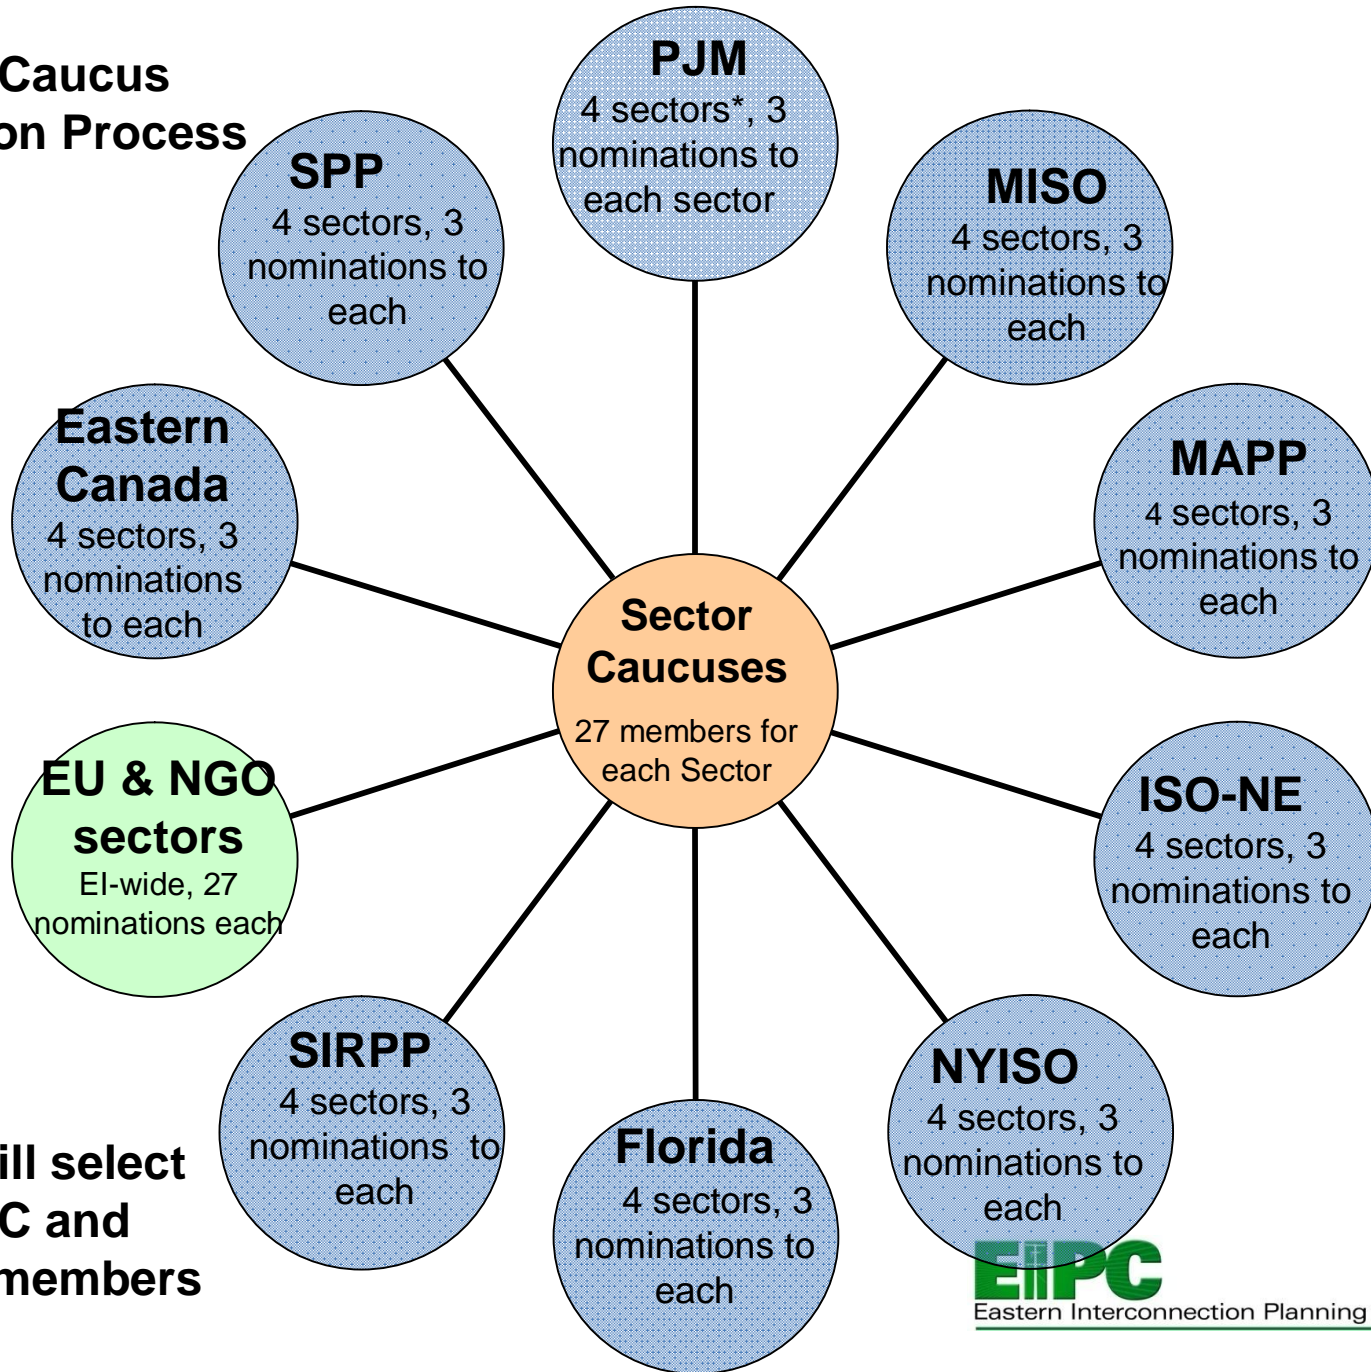 Caucus
on Process
PJM
4 sectors*, 3
nominations to
each sector
SPP
4 sectors, 3
nominations to
each
MISO
4 sectors, 3
nominations to
each
Eastern
Canada
4 sectors, 3
nominations
to each
MAPP
4 sectors, 3
nominations to
each
Sector
Caucuses
27 members for
each Sector
EU & NGO
sectors
EI-wide, 27
nominations each
ISO-NE
4 sectors, 3
nominations to
each
SIRPP
4 sectors, 3
nominations to
each
NYISO
4 sectors, 3
nominations to
each
Florida
4 sectors, 3
nominations to
each
ill select
C and
members
EIPC
Eastern Interconnection Planning